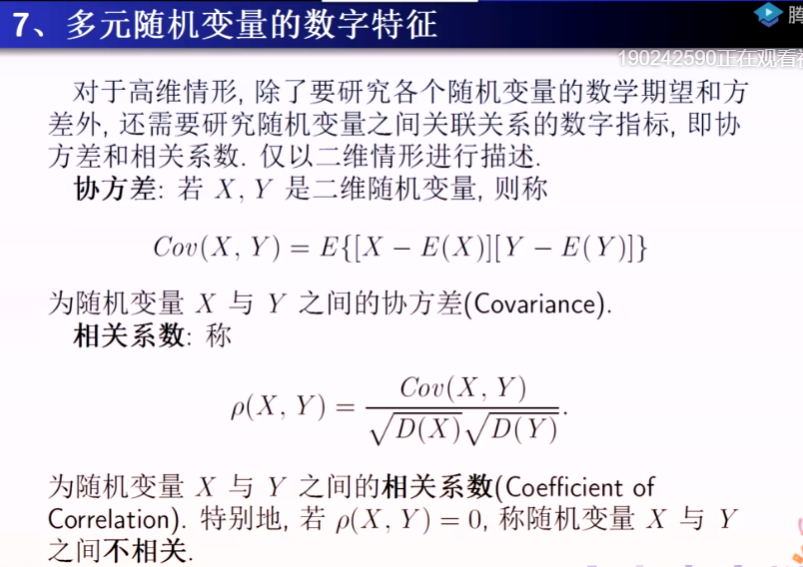 7、多元随机变量的数字特征
腾
190242590正在观看视
对于高维情形, 除了要研究各个随机变量的数学期望和方
差外, 还需要研究随机变量之间关联关系的数字指标, 即协
方差和相关系数. 仅以二维情形进行描述.
协方差: 若 X, Y 是二维随机变量, 则称
Cov(X, Y) = E{[X − E(X)][Y − E(Y)]}
为随机变量 X 与 Y 之间的协方差(Covariance).
相关系数: 称
ρ(X, Y) = Cov(X, Y) / √D(X)√D(Y).
为随机变量 X 与 Y 之间的相关系数(Coefficient of
Correlation). 特别地, 若 ρ(X, Y) = 0, 称随机变量 X 与 Y
之间不相关.